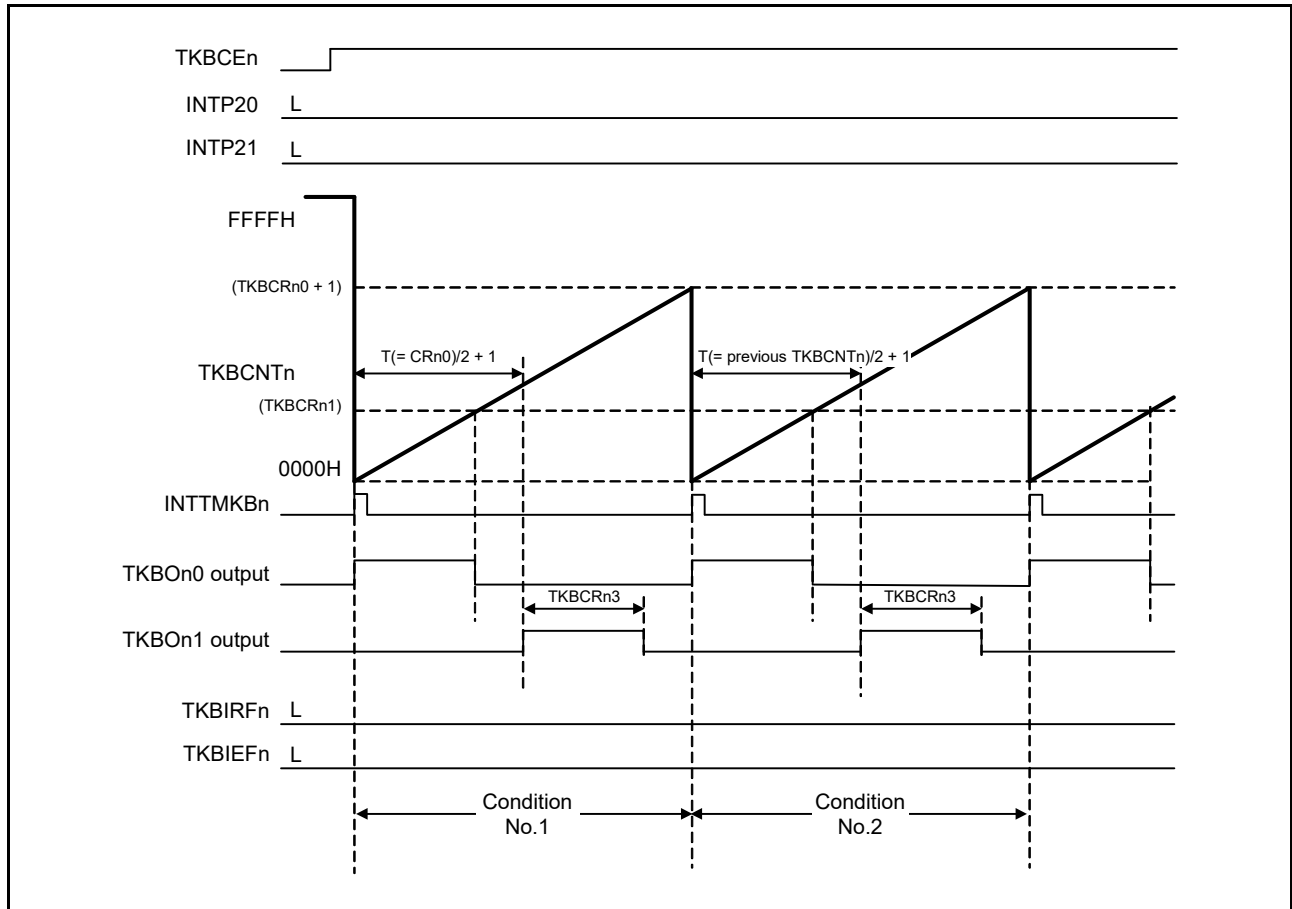 TKBCEn
INTP20 L
INTP21 L
FFFFH
(TKBCRn0 + 1)
T(= CRn0)/2 + 1
T(= previous TKBCNTn)/2 + 1
TKBCNTn
(TKBCRn1)
0000H
INTTMKBn
TKBOn0 output
TKBCRn3
TKBCRn3
TKBOn1 output
TKBIRFn L
TKBIEFn L
Condition
No.1
Condition
No.2